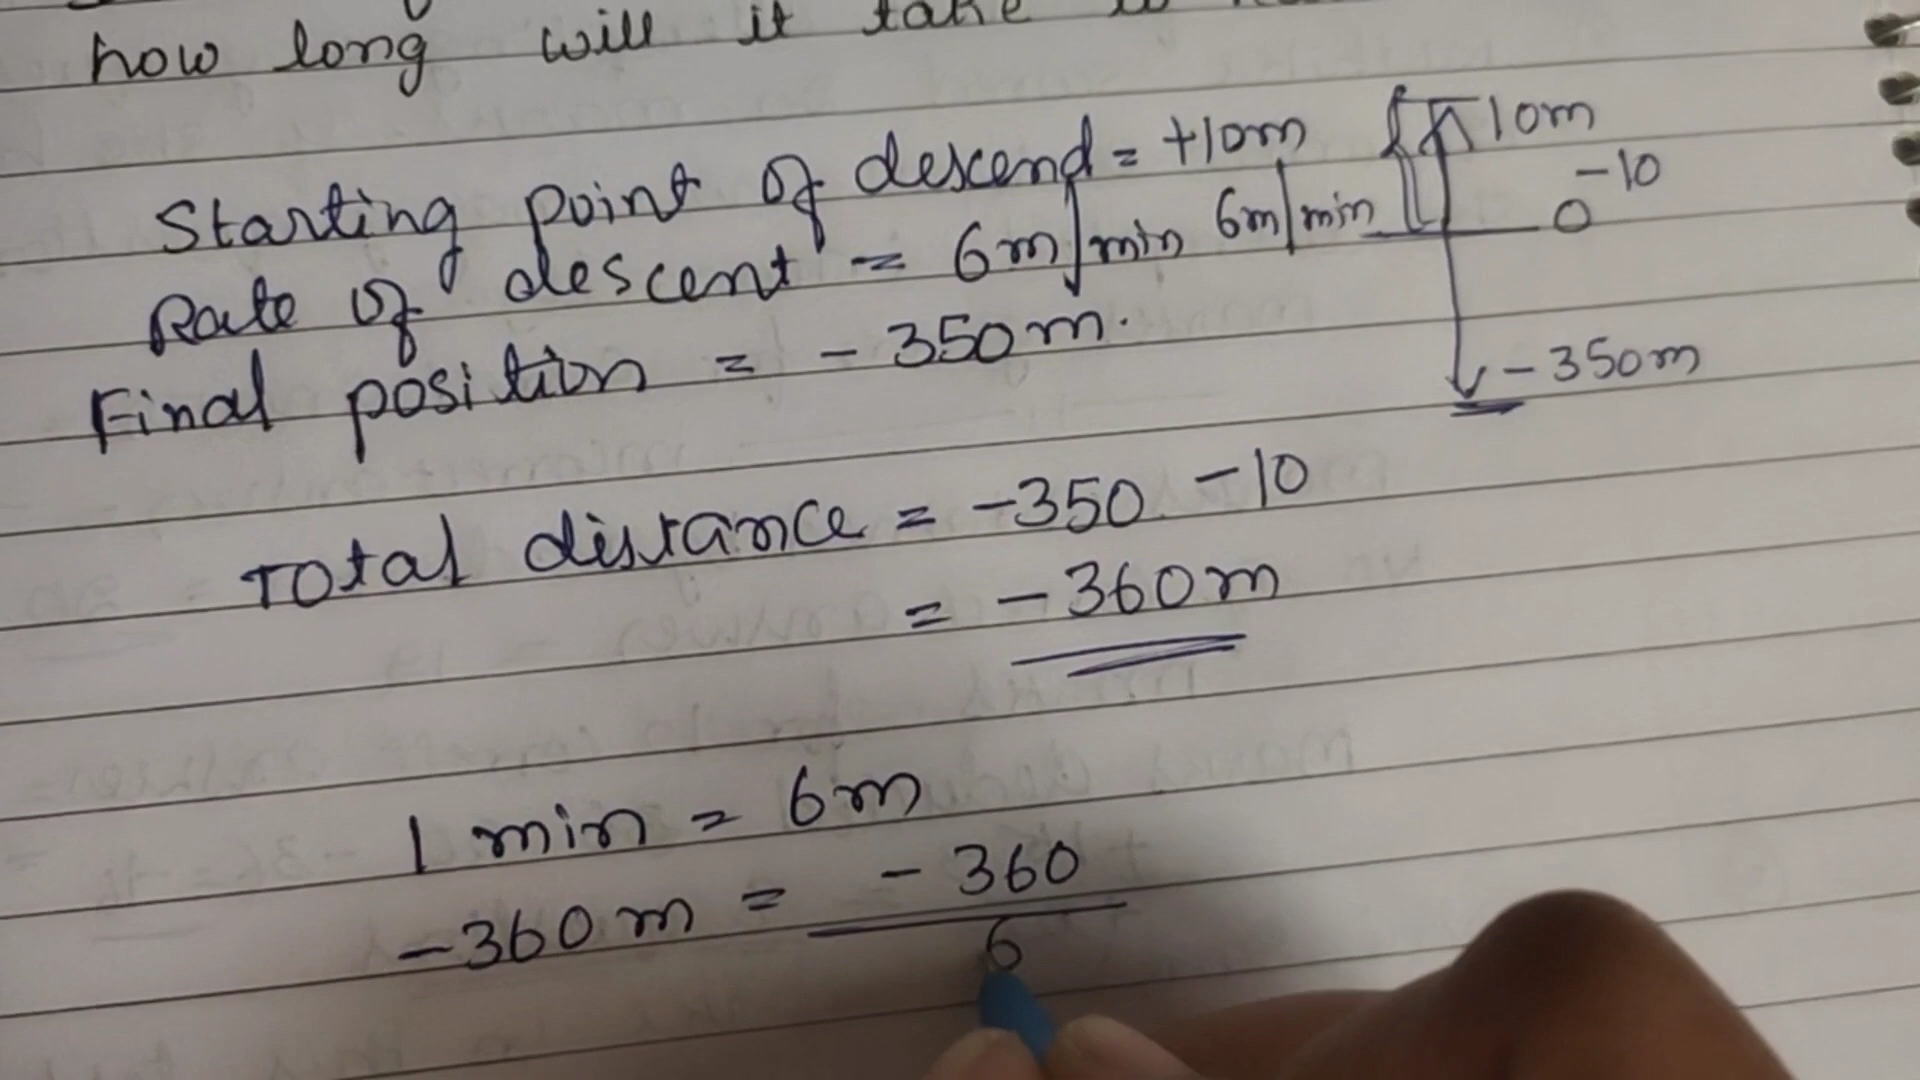 how long will it take
Starting point of descend = +10m
Rate of descent = 6m/min 6m/min
Final position = - 350m.
10m
-10
0
- 350m
Total distance = -350 -10
= - 360m
1 min = 6m
-360m = - 360
6